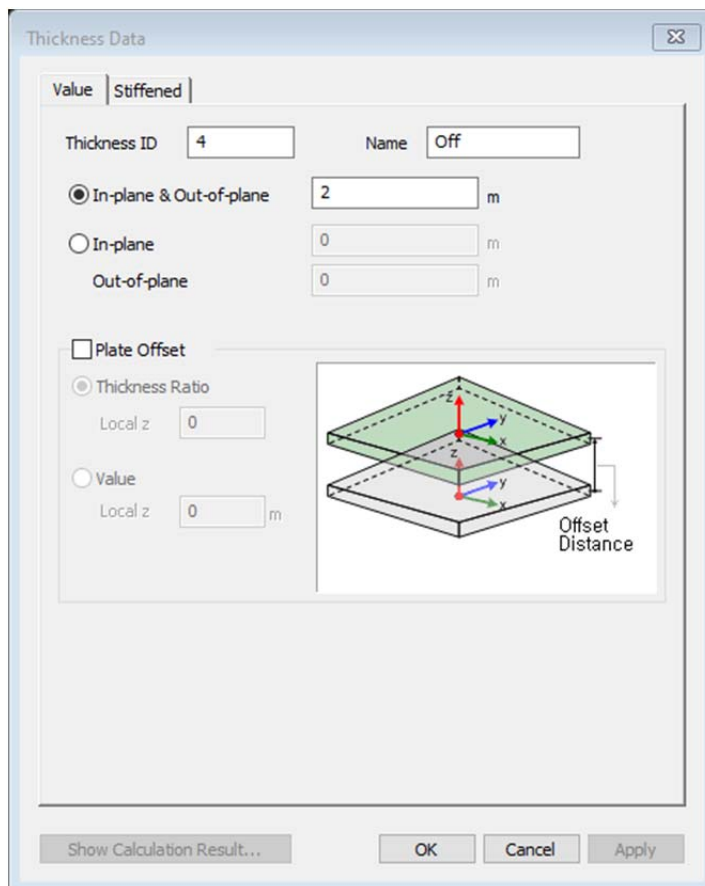 Thickness Data
Value Stiffened
Thickness ID 4 Name Off
In-plane & Out-of-plane 2 m
In-plane 0 m
Out-of-plane 0 m
Plate Offset
Thickness Ratio
Local z 0
Value
Local z 0 m
z y x
z y x
Offset
Distance
Show Calculation Result... OK Cancel Apply